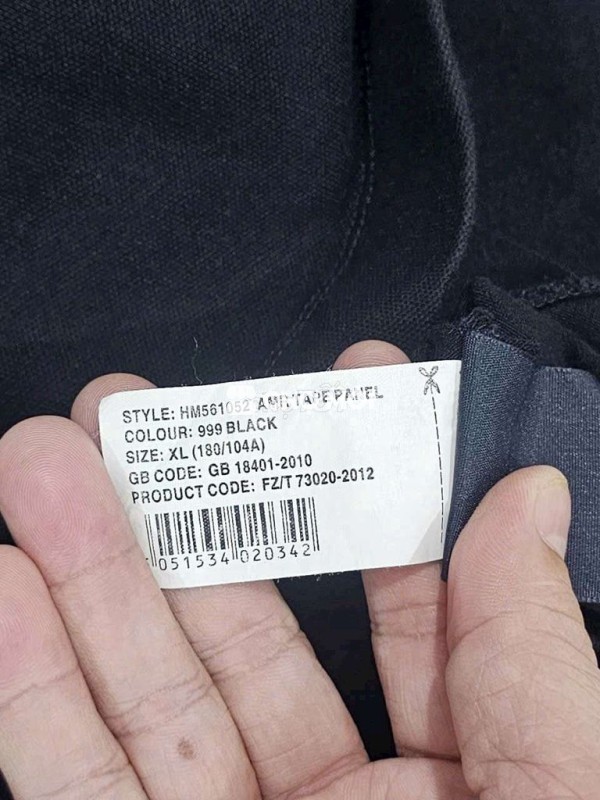 STYLE: HM561052 TAPE PANEL
COLOUR: 999 BLACK
SIZE: XL (180/104A)
GB CODE: GB 18401-2010
PRODUCT CODE: FZ/T 73020-2012
051534 020342